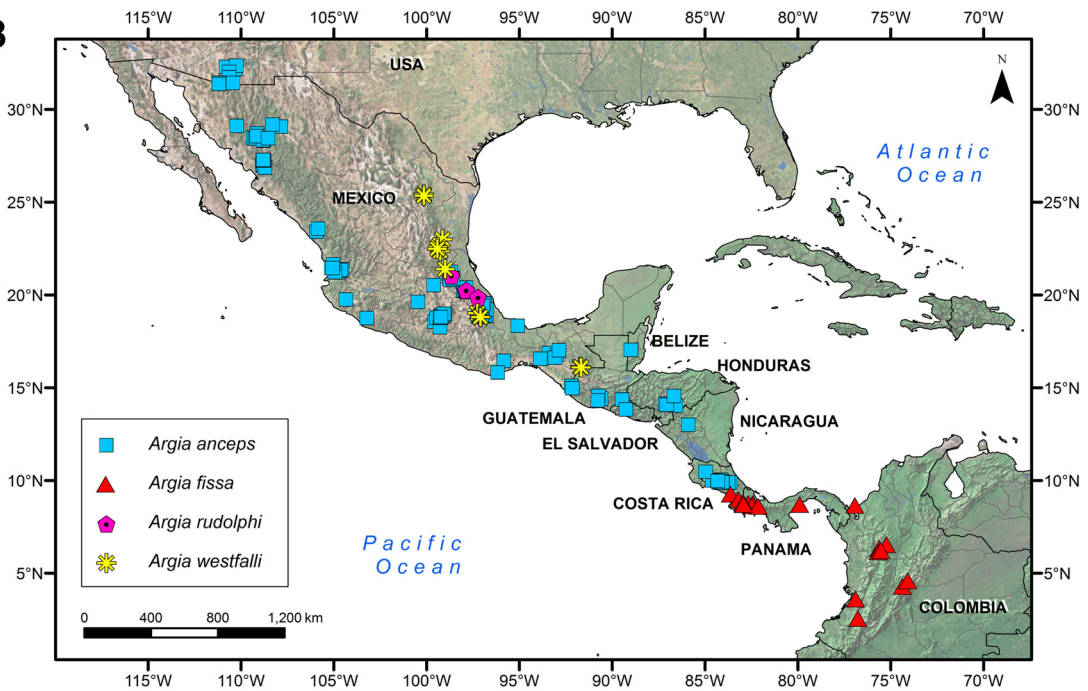 B
115°W 110°W 105°W 100°W 95°W 90°W 85°W 80°W 75°W 70°W
N
USA
30°N 30°N
Atlantic
Ocean
MEXICO
25°N 25°N
20°N 20°N
BELIZE
HONDURAS
15°N 15°N
GUATEMALA
NICARAGUA
EL SALVADOR
Argia anceps
Argia fissa
Argia rudolphi
Argia westfalli
10°N 10°N
COSTA RICA
Pacific
Ocean
PANAMA
5°N 5°N
COLOMBIA
0 400 800 1,200 km
115°W 110°W 105°W 100°W 95°W 90°W 85°W 80°W 75°W 70°W